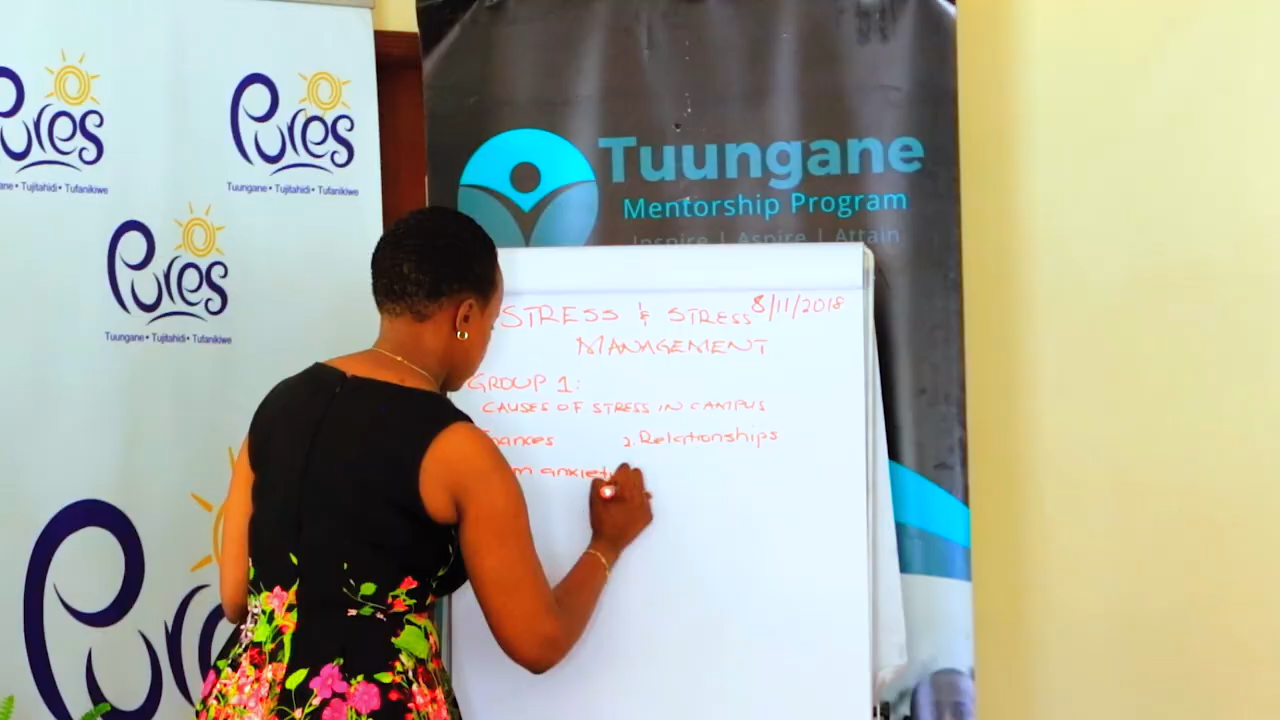 Pures
Tuungane • Tujitahidi • Tufanikiwe
Pures
Tujitahidi • Tufanikiwe
Pures
Tuungane • Tujitahidi • Tufanikiwe
Tuungane
Mentorship Program
Inspire | Aspire | Attain
STRESS & STRESS 8/11/2018
MANAGEMENT
GROUP 1:
CAUSES OF STRESS IN CAMPUS
2. Relationships
anxiety